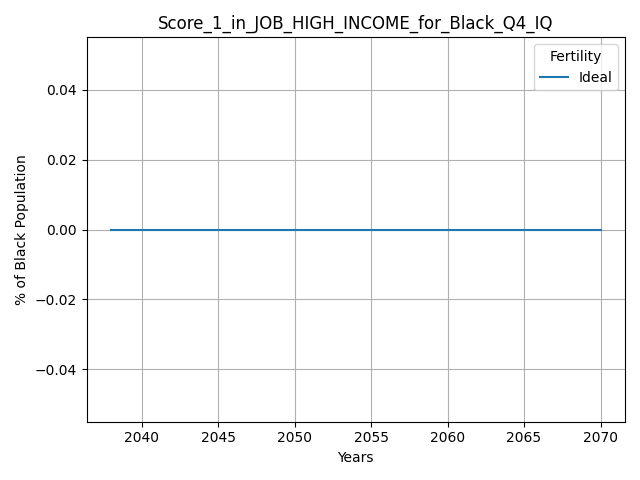 Score_1_in_JOB_HIGH_INCOME_for_Black_Q4_IQ
Fertility
Ideal
% of Black Population
0.04
0.02
0.00
−0.02
−0.04
2040 2045 2050 2055 2060 2065 2070
Years